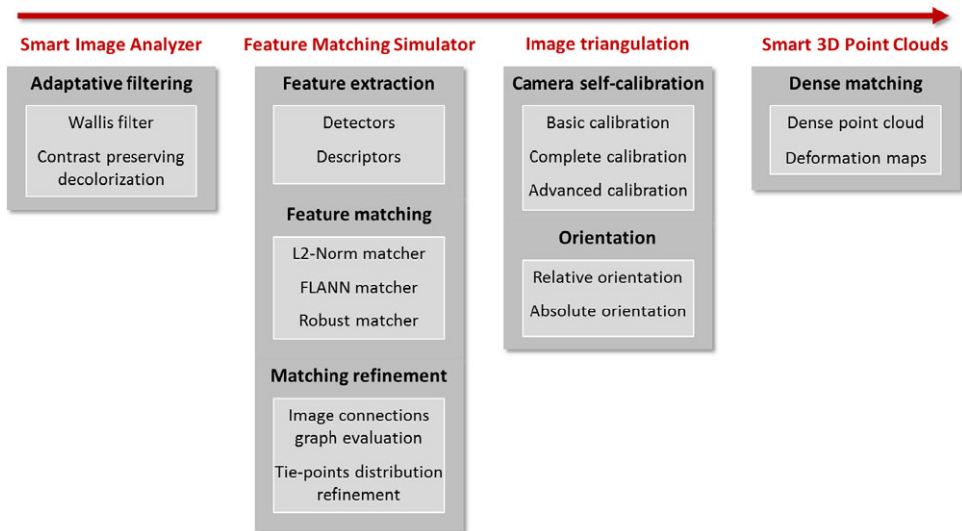 Smart Image Analyzer
Adaptative filtering
Wallis filter
Contrast preserving
decolorization
Feature Matching Simulator
Feature extraction
Detectors
Descriptors
Feature matching
L2-Norm matcher
FLANN matcher
Robust matcher
Matching refinement
Image connections
graph evaluation
Tie-points distribution
refinement
Image triangulation
Camera self-calibration
Basic calibration
Complete calibration
Advanced calibration
Orientation
Relative orientation
Absolute orientation
Smart 3D Point Clouds
Dense matching
Dense point cloud
Deformation maps